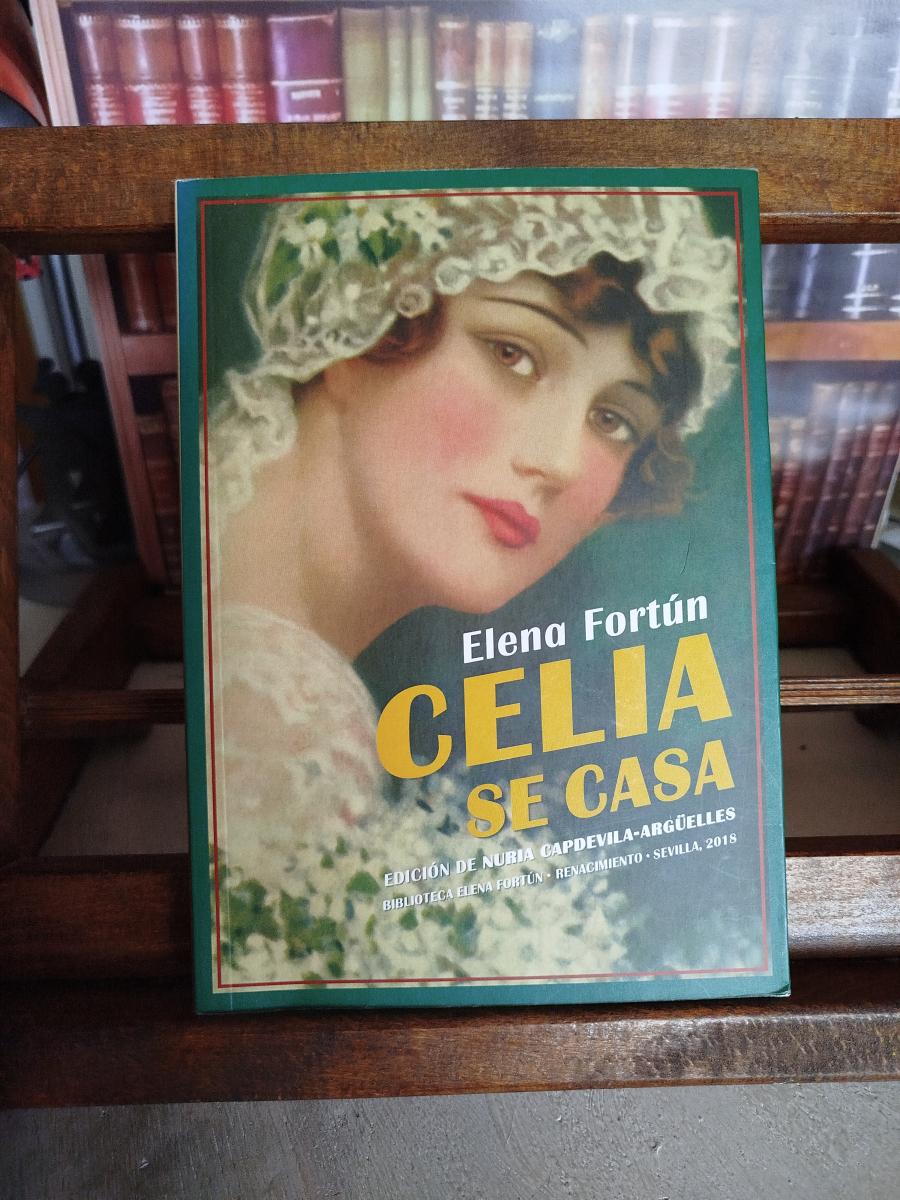 Elena Fortún
CELIA
SE CASA
EDICIÓN DE NURIA CAPDEVILA-ARGÜELLES
BIBLIOTECA ELENA FORTÚN · RENACIMIENTO · SEVILLA, 2018